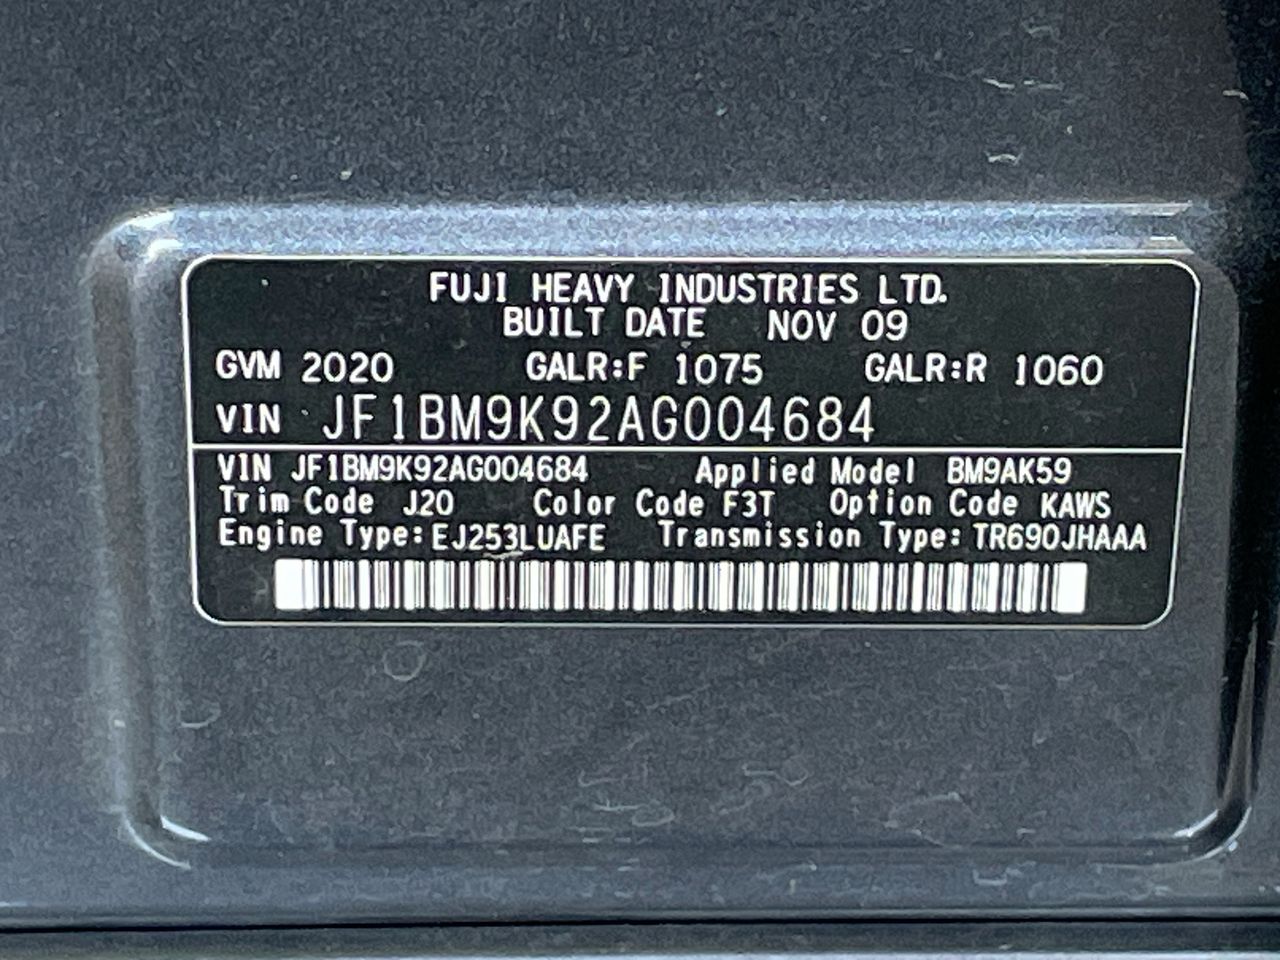 FUJI HEAVY INDUSTRIES LTD.
BUILT DATE NOV 09
GVM 2020 GALR:F 1075 GALR:R 1060
VIN JF1BM9K92AG004684
VIN JF1BM9K92AG004684 Applied Model BM9AK59
Trim Code J20 Color Code F3T Option Code KAWS
Engine Type:EJ253LUAFE Transmission Type:TR690JHAAA